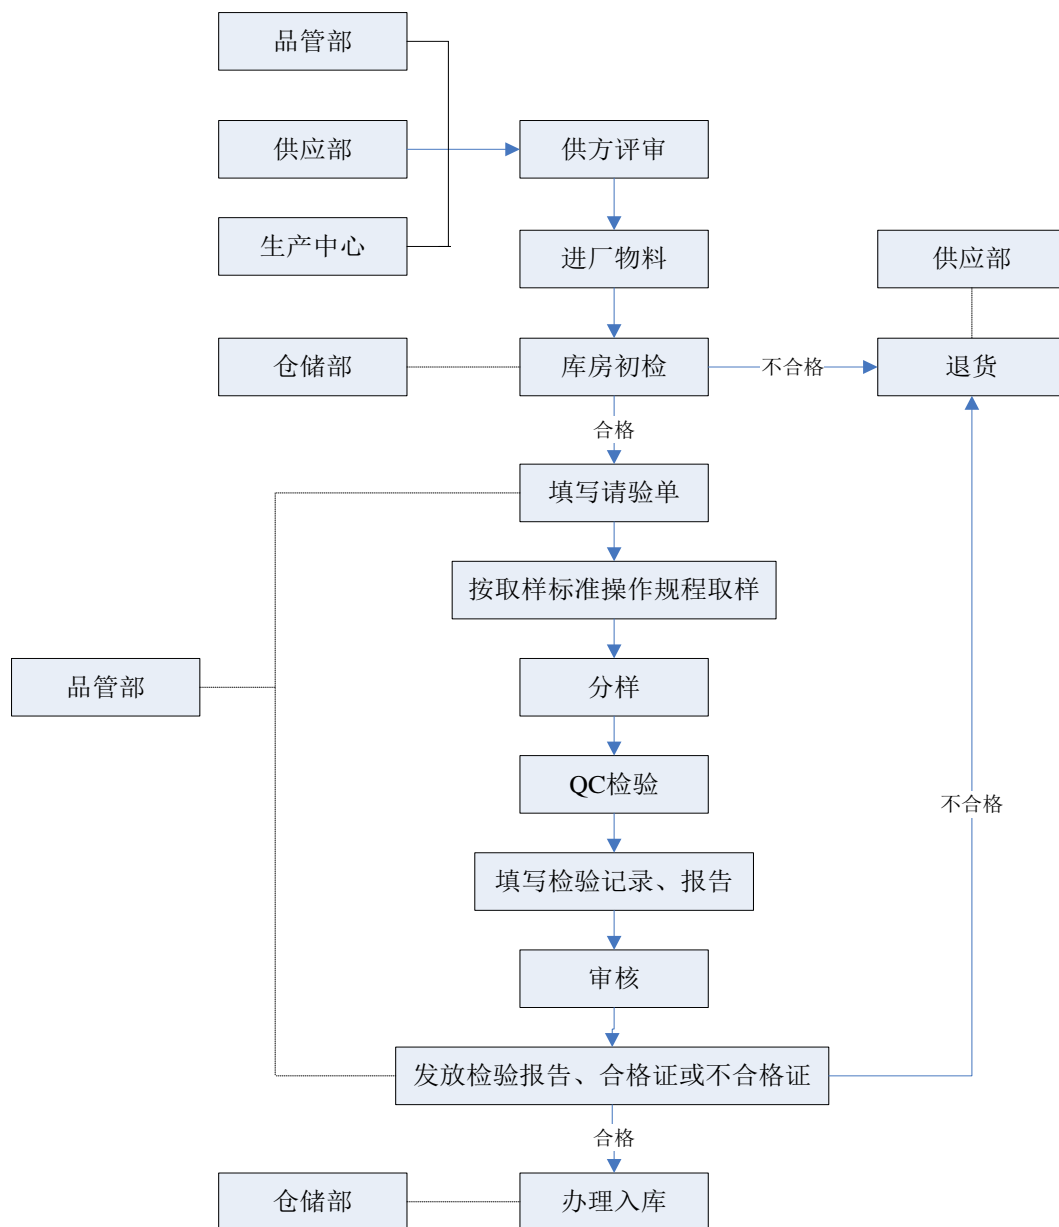 品管部
供应部
供方评审
生产中心
进厂物料
供应部
仓储部
库房初检
不合格
退货
合格
填写请验单
按取样标准操作规程取样
品管部
分样
QC检验
不合格
填写检验记录、报告
审核
发放检验报告、合格证或不合格证
合格
仓储部
办理入库